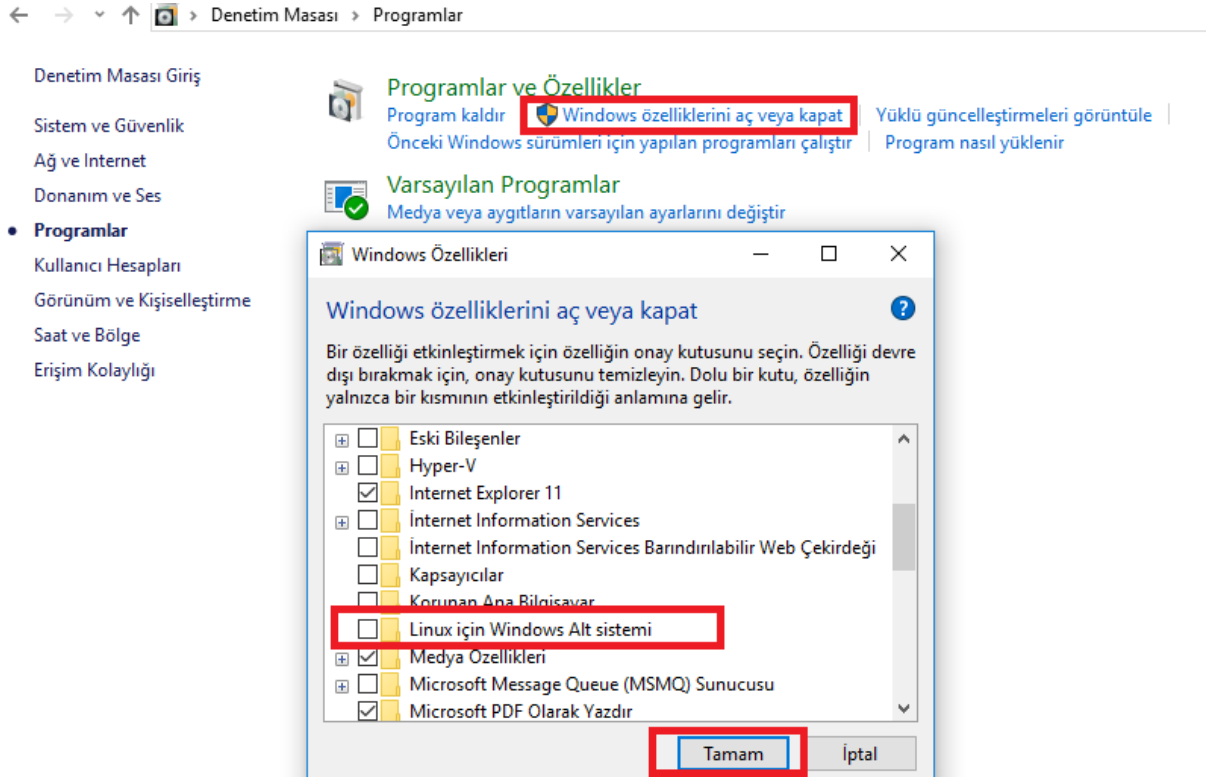 Denetim Masası > Programlar
Denetim Masası Giriş
Sistem ve Güvenlik
Ağ ve Internet
Donanım ve Ses
Programlar
Kullanıcı Hesapları
Görünüm ve Kişiselleştirme
Saat ve Bölge
Erişim Kolaylığı
Programlar ve Özellikler
Program kaldır
Windows özelliklerini aç veya kapat
Yüklü güncelleştirmeleri görüntüle
Önceki Windows sürümleri için yapılan programları çalıştır
Program nasıl yüklenir
Varsayılan Programlar
Medya veya aygıtların varsayılan ayarlarını değiştir
Windows Özellikleri
Windows özelliklerini aç veya kapat
Bir özelliği etkinleştirmek için özelliğin onay kutusunu seçin. Özelliği devre
dışı bırakmak için, onay kutusunu temizleyin. Dolu bir kutu, özelliğin
yalnızca bir kısmının etkinleştirildiği anlamına gelir.
Eski Bileşenler
Hyper-V
Internet Explorer 11
İnternet Information Services
İnternet Information Services Barındırılabilir Web Çekirdeği
Kapsayıcılar
Korunan Ana Bilgisayar
Linux için Windows Alt sistemi
Medya Özellikleri
Microsoft Message Queue (MSMQ) Sunucusu
Microsoft PDF Olarak Yazdır
Tamam
İptal